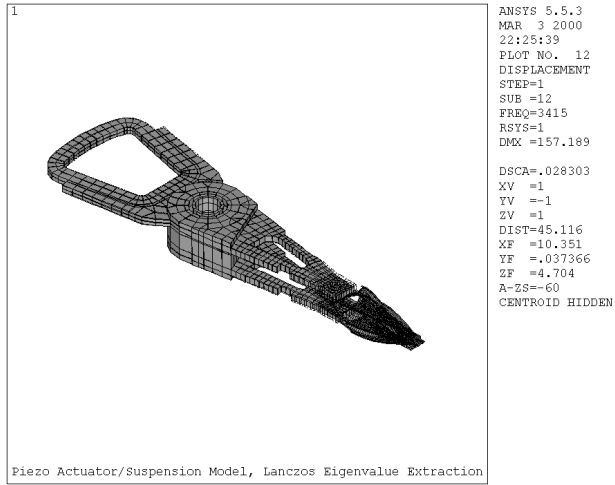 1
ANSYS 5.5.3
MAR  3 2000
22:25:39
PLOT NO.  12
DISPLACEMENT
STEP=1
SUB =12
FREQ=3415
RSYS=1
DMX =157.189
DSCA=.028303
XV  =1
YV  =-1
ZV  =1
DIST=45.116
XF  =10.351
YF  =.037366
ZF  =4.704
A-ZS=-60
CENTROID HIDDEN
Piezo Actuator/Suspension Model, Lanczos Eigenvalue Extraction